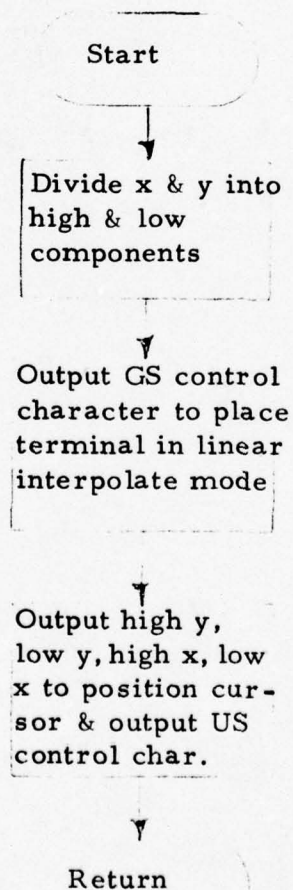 Start
Divide x & y into
high & low
components
Output GS control
character to place
terminal in linear
interpolate mode
Output high y,
low y, high x, low
x to position cur-
sor & output US
control char.
Return